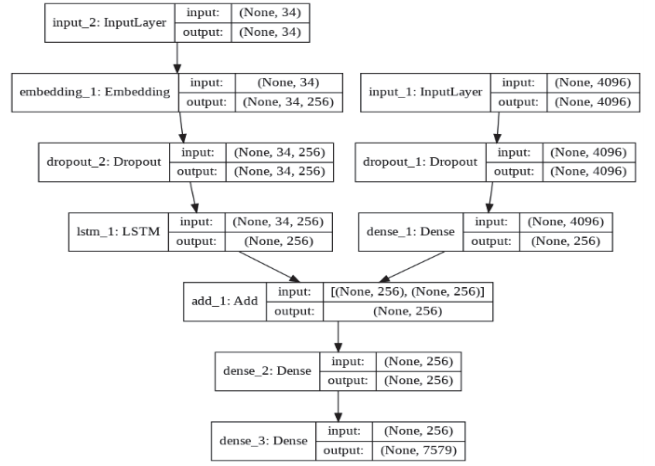 input_2: InputLayer
input: (None, 34)
output: (None, 34)
embedding_1: Embedding
input: (None, 34)
output: (None, 34, 256)
input_1: InputLayer
input: (None, 4096)
output: (None, 4096)
dropout_2: Dropout
input: (None, 34, 256)
output: (None, 34, 256)
dropout_1: Dropout
input: (None, 4096)
output: (None, 4096)
lstm_1: LSTM
input: (None, 34, 256)
output: (None, 256)
dense_1: Dense
input: (None, 4096)
output: (None, 256)
add_1: Add
input: [(None, 256), (None, 256)]
output: (None, 256)
dense_2: Dense
input: (None, 256)
output: (None, 256)
dense_3: Dense
input: (None, 256)
output: (None, 7579)